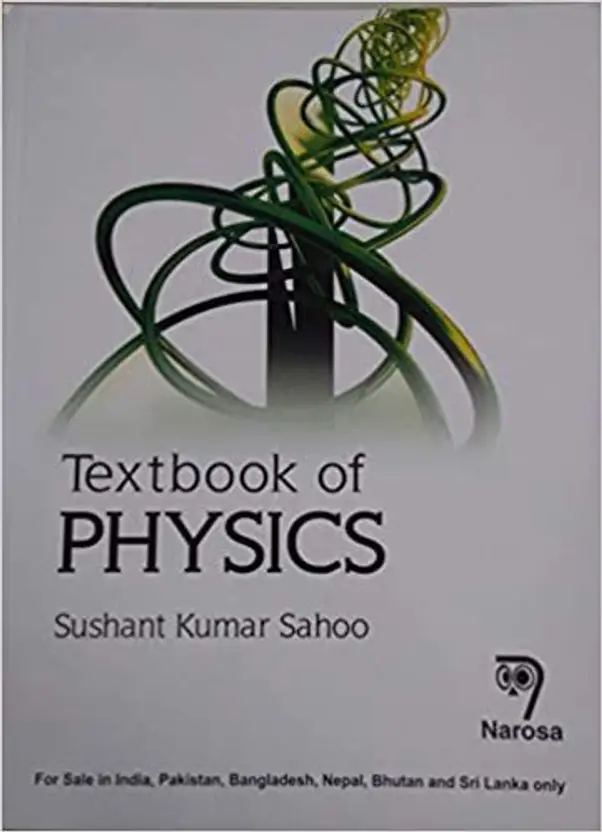 Textbook of
PHYSICS
Sushant Kumar Sahoo
Narosa
For Sale in India, Pakistan, Bangladesh, Nepal, Bhutan and Sri Lanka only